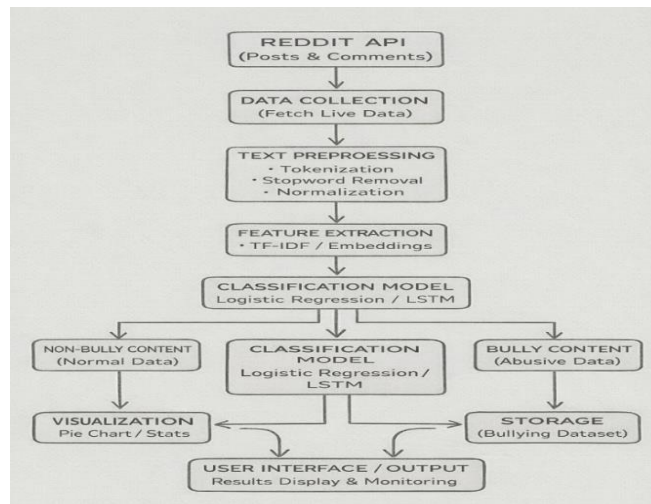 REDDIT API
(Posts & Comments)
DATA COLLECTION
(Fetch Live Data)
TEXT PREPROESSING
• Tokenization
• Stopword Removal
• Normalization
FEATURE EXTRACTION
• TF-IDF / Embeddings
CLASSIFICATION MODEL
Logistic Regression / LSTM
NON-BULLY CONTENT
(Normal Data)
CLASSIFICATION
MODEL
Logistic Regression /
LSTM
BULLY CONTENT
(Abusive Data)
VISUALIZATION
Pie Chart / Stats
STORAGE
(Bullying Dataset)
USER INTERFACE / OUTPUT
Results Display & Monitoring